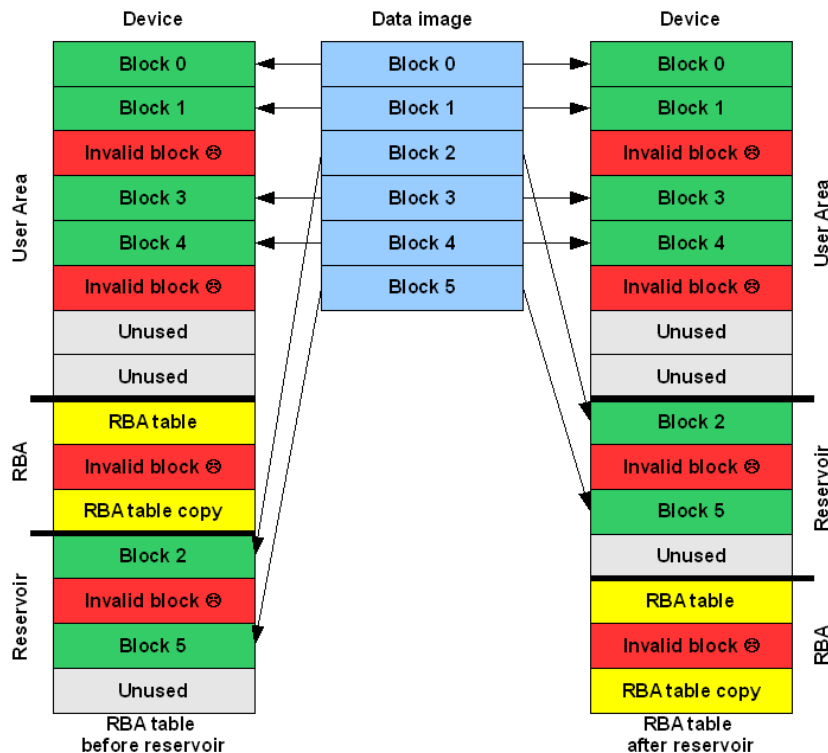 Device
Data image
Device
Block 0
Block 0
Block 0
Block 1
Block 1
Block 1
Invalid block ☹
Block 2
Invalid block ☹
Block 3
Block 3
Block 3
Block 4
Block 4
Block 4
Invalid block ☹
Block 5
Invalid block ☹
Unused
Unused
Unused
Unused
User Area
User Area
RBA table
Block 2
Invalid block ☹
Invalid block ☹
RBA table copy
Block 5
RBA
Reservoir
Block 2
Unused
Invalid block ☹
RBA table
Block 5
Invalid block ☹
Unused
RBA table copy
Reservoir
RBA
RBA table
before reservoir
RBA table
after reservoir